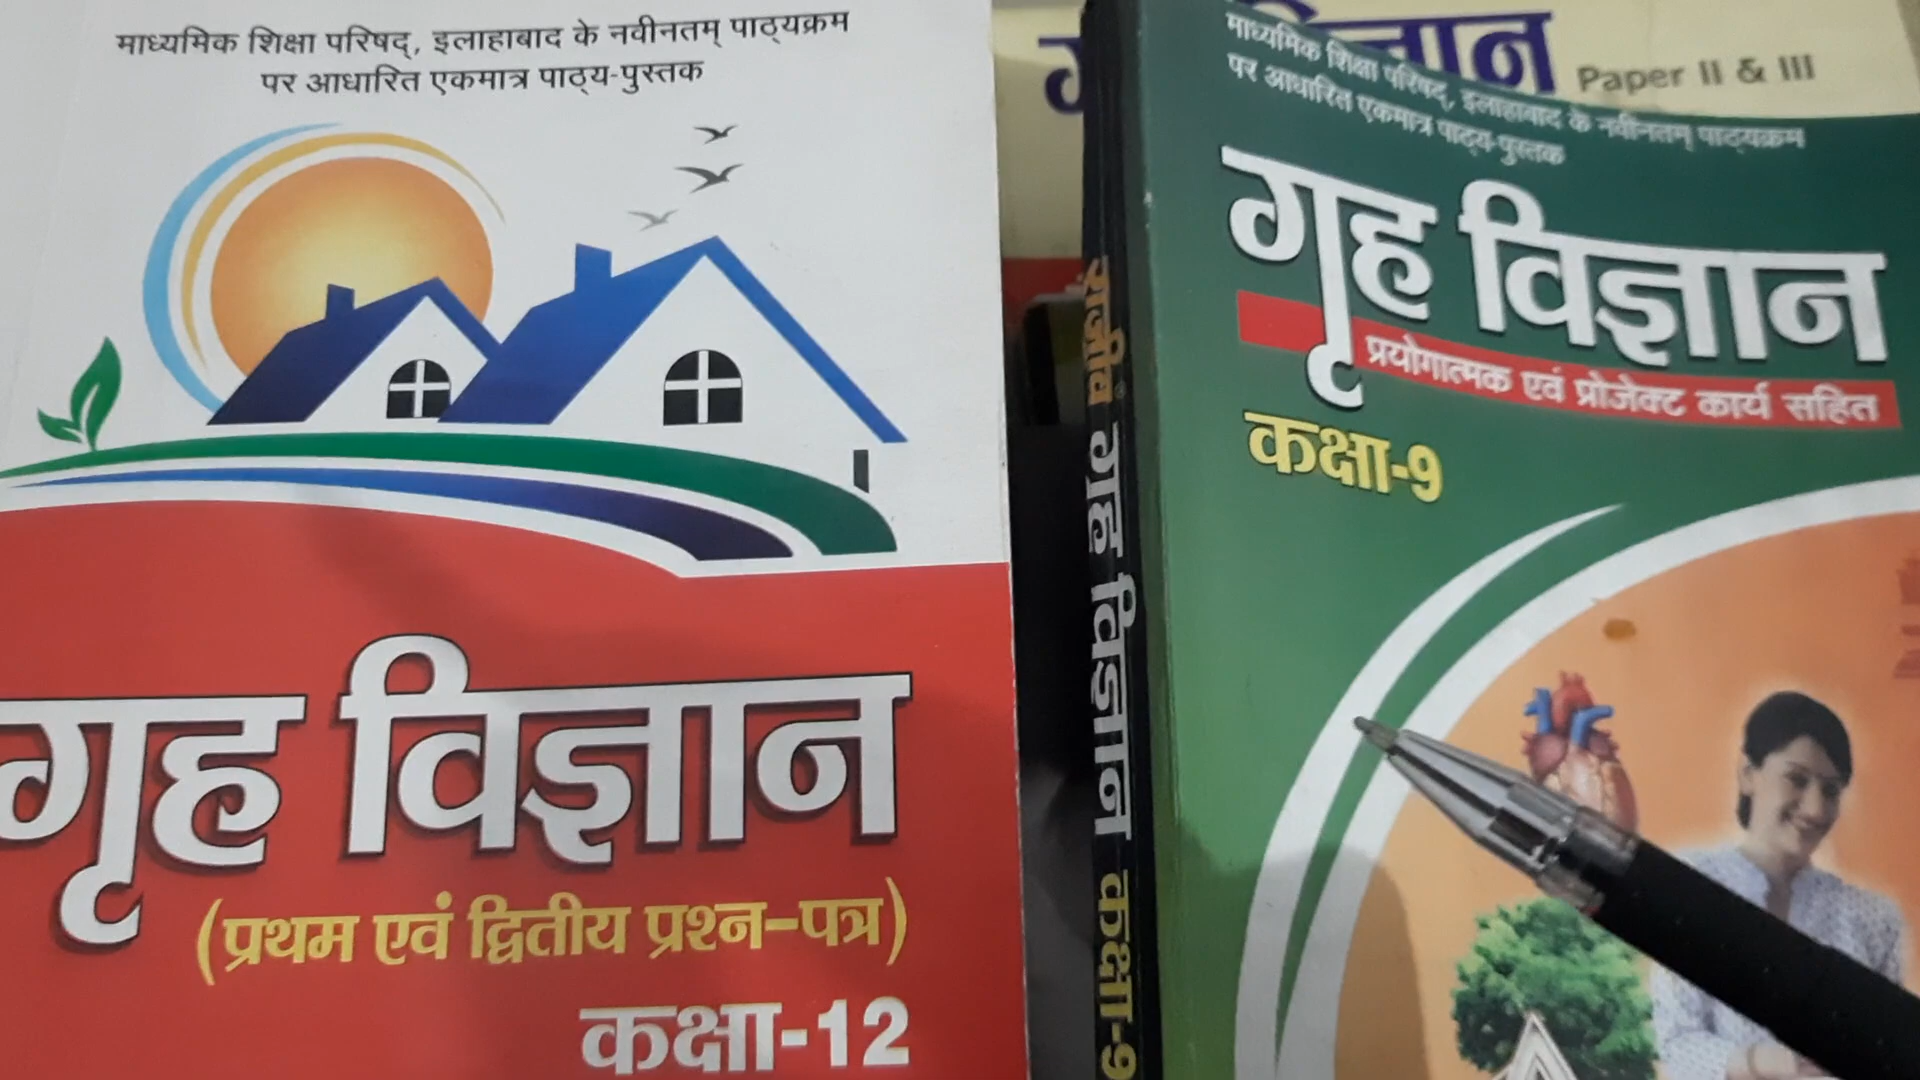 माध्यमिक शिक्षा परिषद्, इलाहाबाद के नवीनतम् पाठ्यक्रम
पर आधारित एकमात्र पाठ्य-पुस्तक
गृह विज्ञान
(प्रथम एवं द्वितीय प्रश्न-पत्र)
कक्षा-12
विज्ञान Paper II & III
माध्यमिक शिक्षा परिषद्, इलाहाबाद के नवीनतम् पाठ्यक्रम
पर आधारित एकमात्र पाठ्य-पुस्तक
गृह विज्ञान
प्रयोगात्मक एवं प्रोजेक्ट कार्य सहित
कक्षा-9
राजीव गृह विज्ञान कक्षा-9